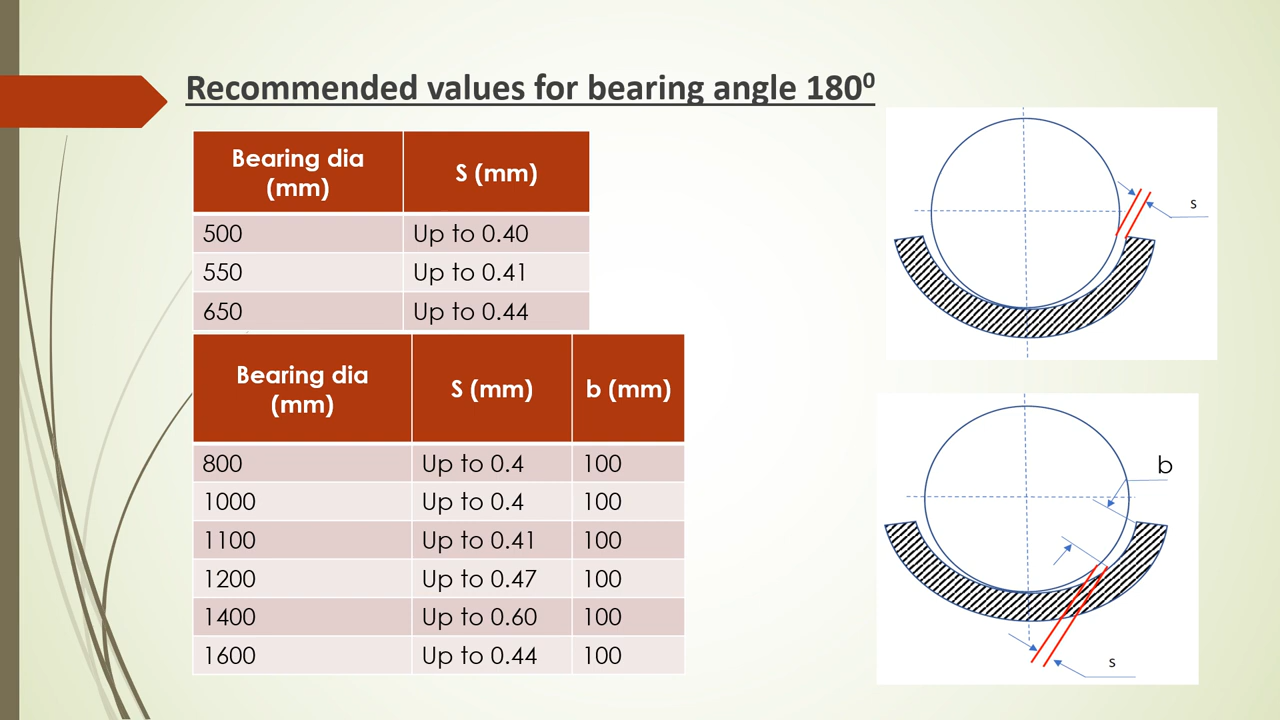 Recommended values for bearing angle 180⁰
Bearing dia
(mm)
S (mm)
500 Up to 0.40
550 Up to 0.41
650 Up to 0.44
Bearing dia
(mm)
S (mm)
b (mm)
800 Up to 0.4 100
1000 Up to 0.4 100
1100 Up to 0.41 100
1200 Up to 0.47 100
1400 Up to 0.60 100
1600 Up to 0.44 100
s
b
s